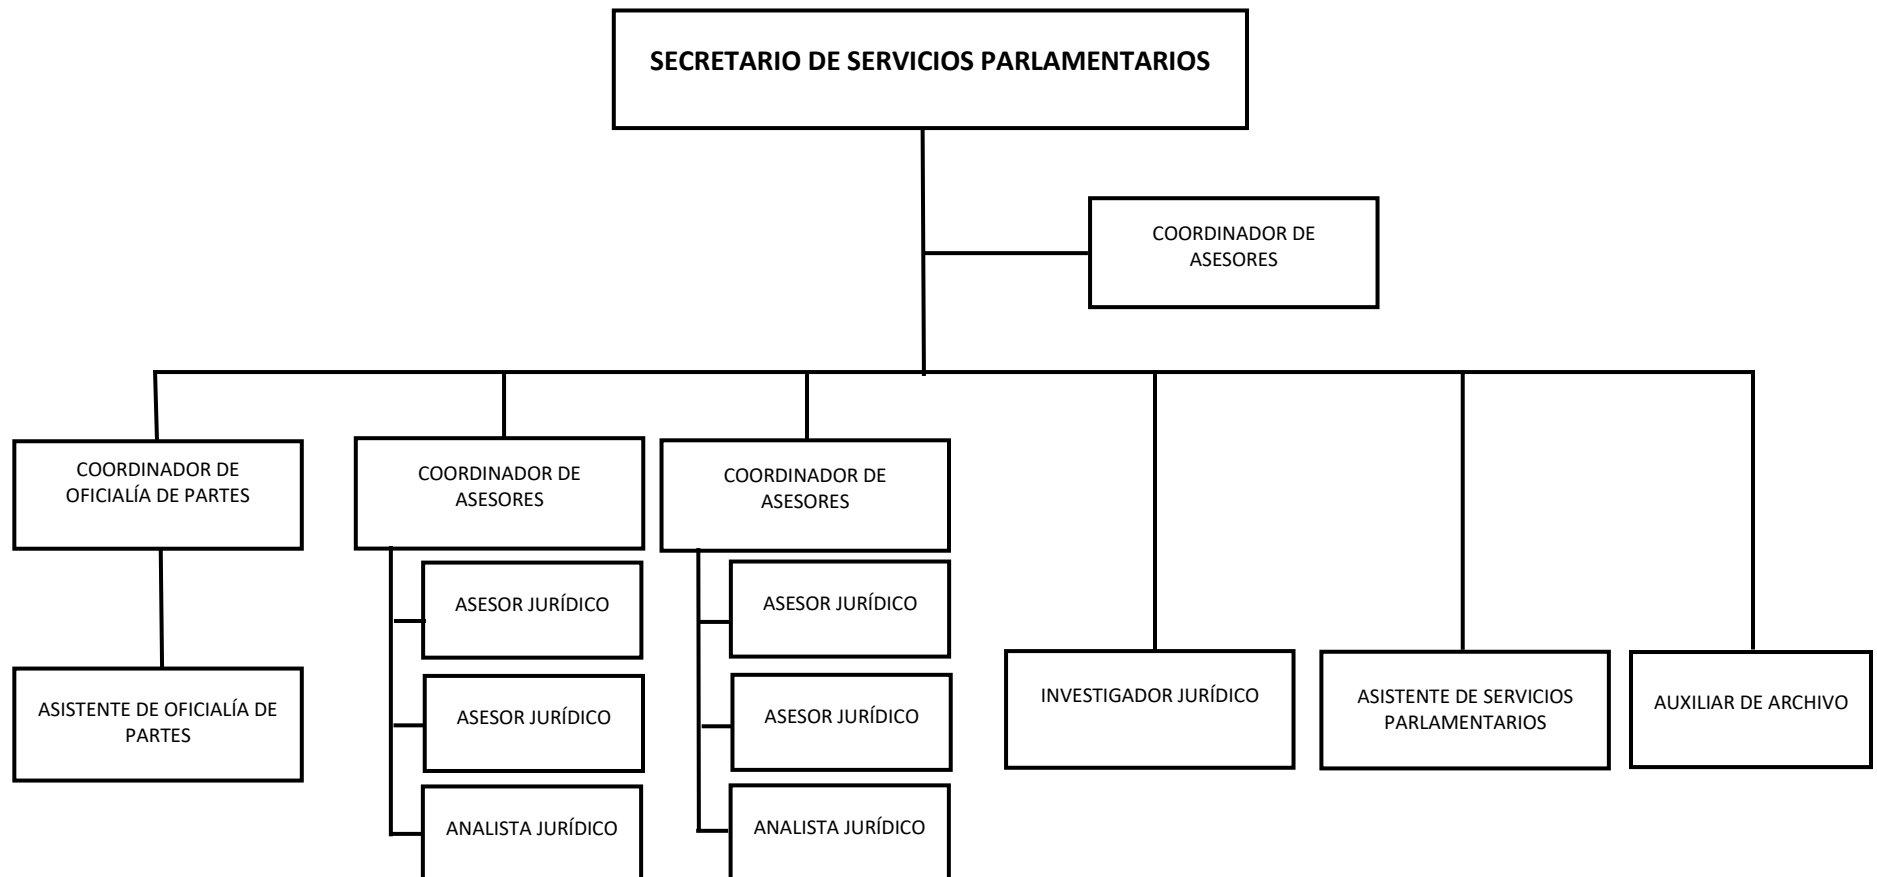 SECRETARIO DE SERVICIOS PARLAMENTARIOS
COORDINADOR DE
ASESORES
COORDINADOR DE
OFICIALÍA DE PARTES
COORDINADOR DE
ASESORES
COORDINADOR DE
ASESORES
ASESOR JURÍDICO
ASESOR JURÍDICO
ASISTENTE DE OFICIALÍA DE
PARTES
ASESOR JURÍDICO
ASESOR JURÍDICO
INVESTIGADOR JURÍDICO
ASISTENTE DE SERVICIOS
PARLAMENTARIOS
AUXILIAR DE ARCHIVO
ANALISTA JURÍDICO
ANALISTA JURÍDICO